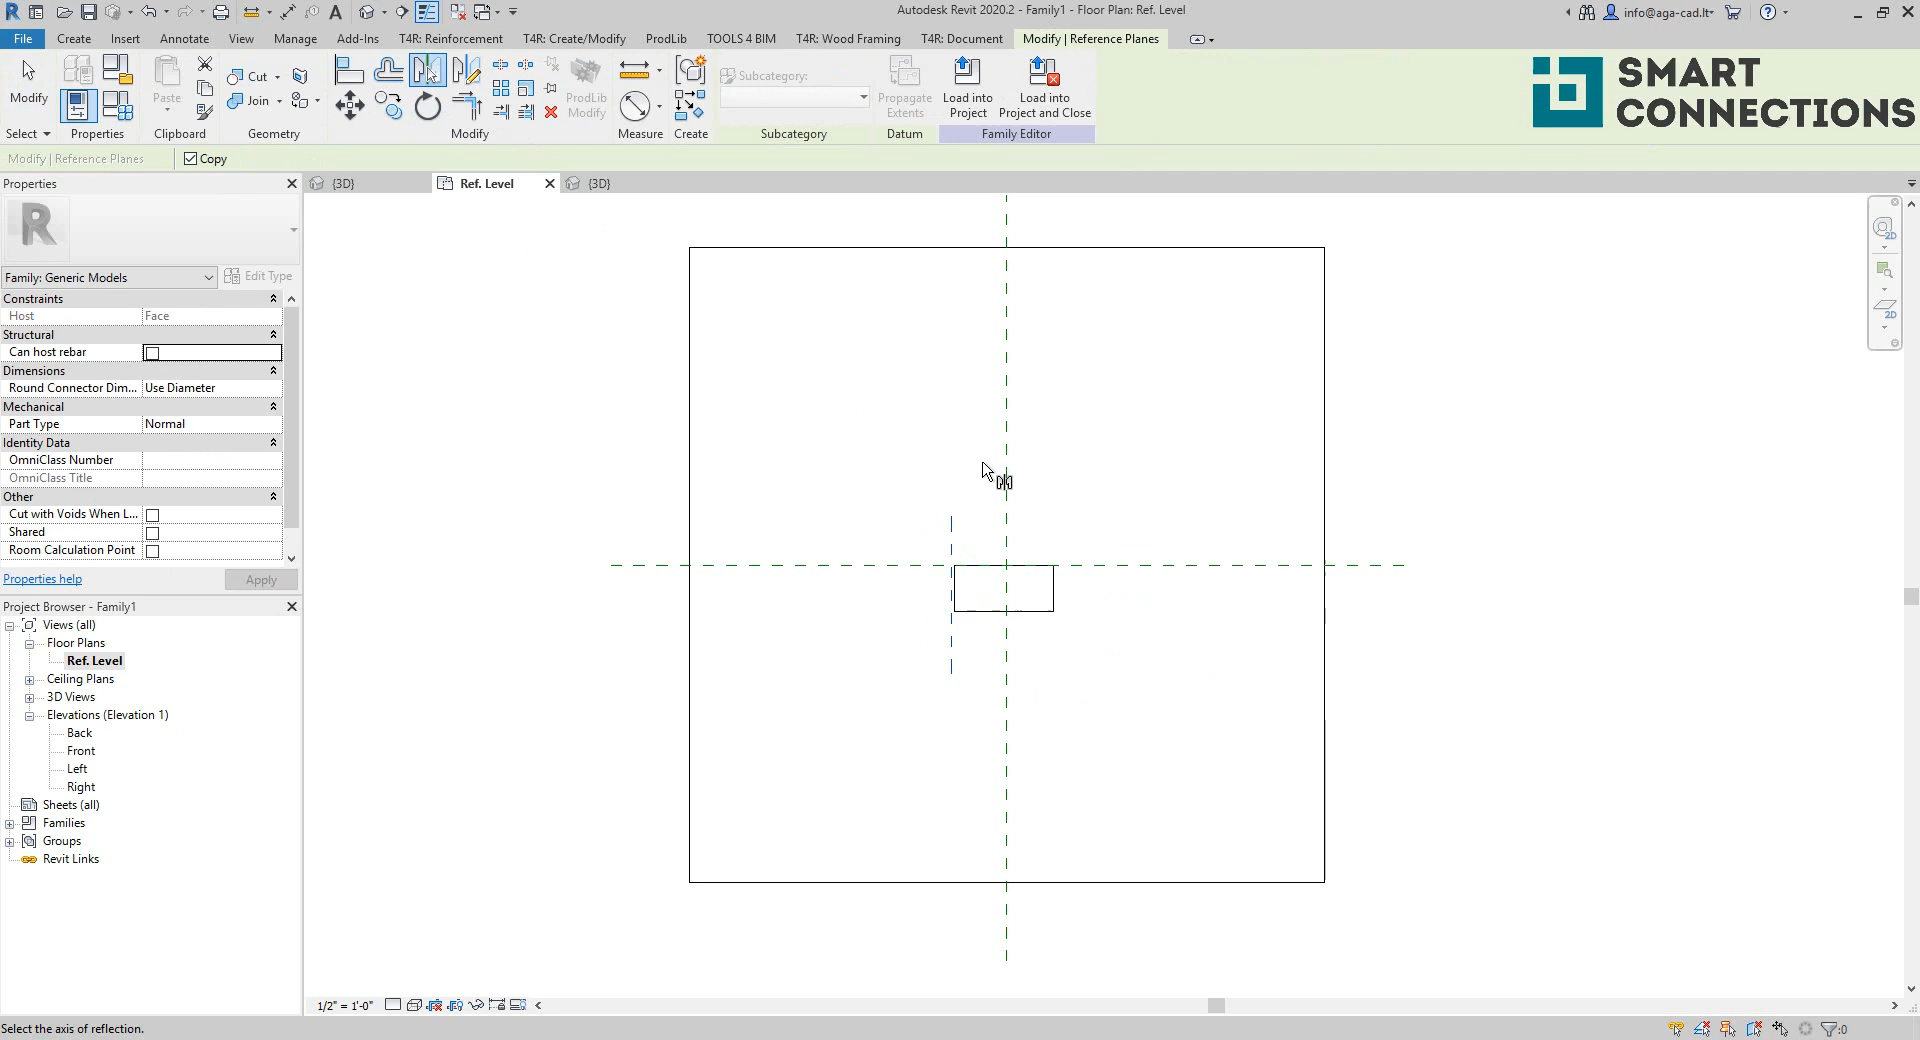 Autodesk Revit 2020.2 - Family1 - Floor Plan: Ref. Level
info@aga-cad.lt
File Create Insert Annotate View Manage Add-Ins T4R: Reinforcement T4R: Create/Modify ProdLib TOOLS 4 BIM T4R: Wood Framing T4R: Document Modify | Reference Planes
Modify
Paste
Cut
Join
ProdLib
Modify
Subcategory:
Propagate
Extents
Load into
Project
Load into
Project and Close
Select Properties Clipboard Geometry Modify Measure Create Subcategory Datum Family Editor
SMART
CONNECTIONS
Modify | Reference Planes Copy
Properties
{3D} Ref. Level {3D}
R
Family: Generic Models Edit Type
Constraints
Host Face
Structural
Can host rebar
Dimensions
Round Connector Dim... Use Diameter
Mechanical
Part Type Normal
Identity Data
OmniClass Number
OmniClass Title
Other
Cut with Voids When L...
Shared
Room Calculation Point
Properties help Apply
Project Browser - Family1
Views (all)
Floor Plans
Ref. Level
Ceiling Plans
3D Views
Elevations (Elevation 1)
Back
Front
Left
Right
Sheets (all)
Families
Groups
Revit Links
2D
2D
1/2" = 1'-0"
Select the axis of reflection.
:0